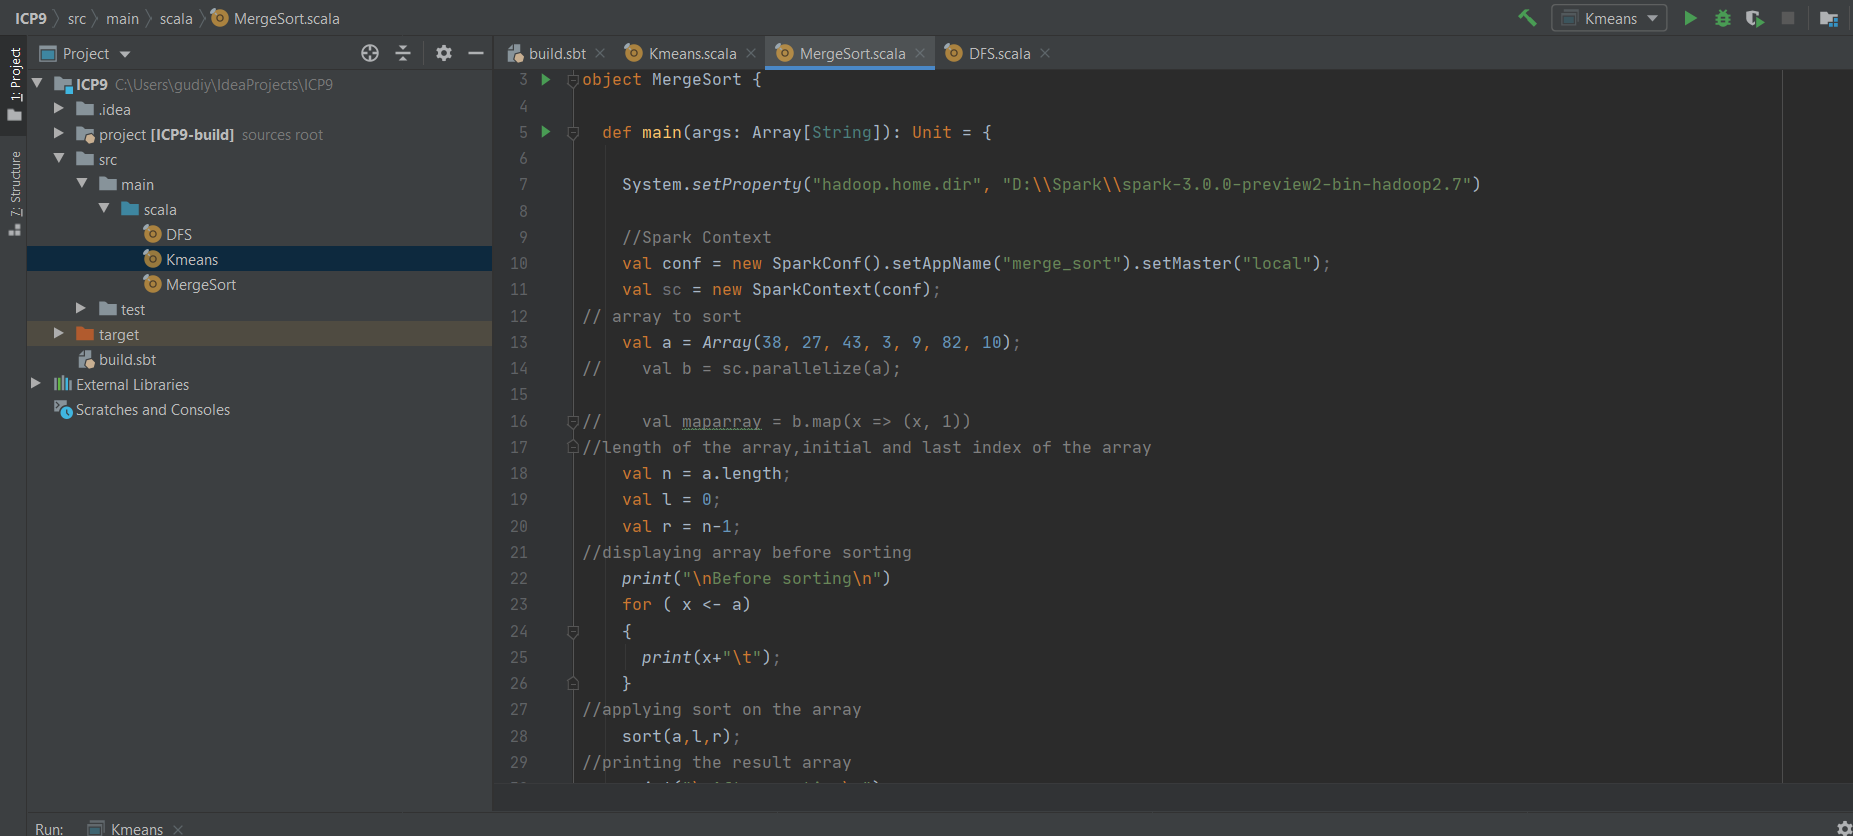 ICP9 src main scala MergeSort.scala Kmeans
1: Project
7: Structure
Project
ICP9 C:\Users\gudiy\IdeaProjects\ICP9
.idea
project [ICP9-build] sources root
src
main
scala
DFS
Kmeans
MergeSort
test
target
build.sbt
External Libraries
Scratches and Consoles
build.sbt Kmeans.scala MergeSort.scala DFS.scala
3 object MergeSort {
4
5 def main(args: Array[String]): Unit = {
6
7 System.setProperty("hadoop.home.dir", "D:\\Spark\\spark-3.0.0-preview2-bin-hadoop2.7")
8
9 //Spark Context
10 val conf = new SparkConf().setAppName("merge_sort").setMaster("local");
11 val sc = new SparkContext(conf);
12 // array to sort
13 val a = Array(38, 27, 43, 3, 9, 82, 10);
14 // val b = sc.parallelize(a);
15
16 // val maparray = b.map(x => (x, 1))
17 //length of the array,initial and last index of the array
18 val n = a.length;
19 val l = 0;
20 val r = n-1;
21 //displaying array before sorting
22 print("\nBefore sorting\n")
23 for ( x <- a)
24 {
25 print(x+"\t");
26 }
27 //applying sort on the array
28 sort(a,l,r);
29 //printing the result array
Run: Kmeans